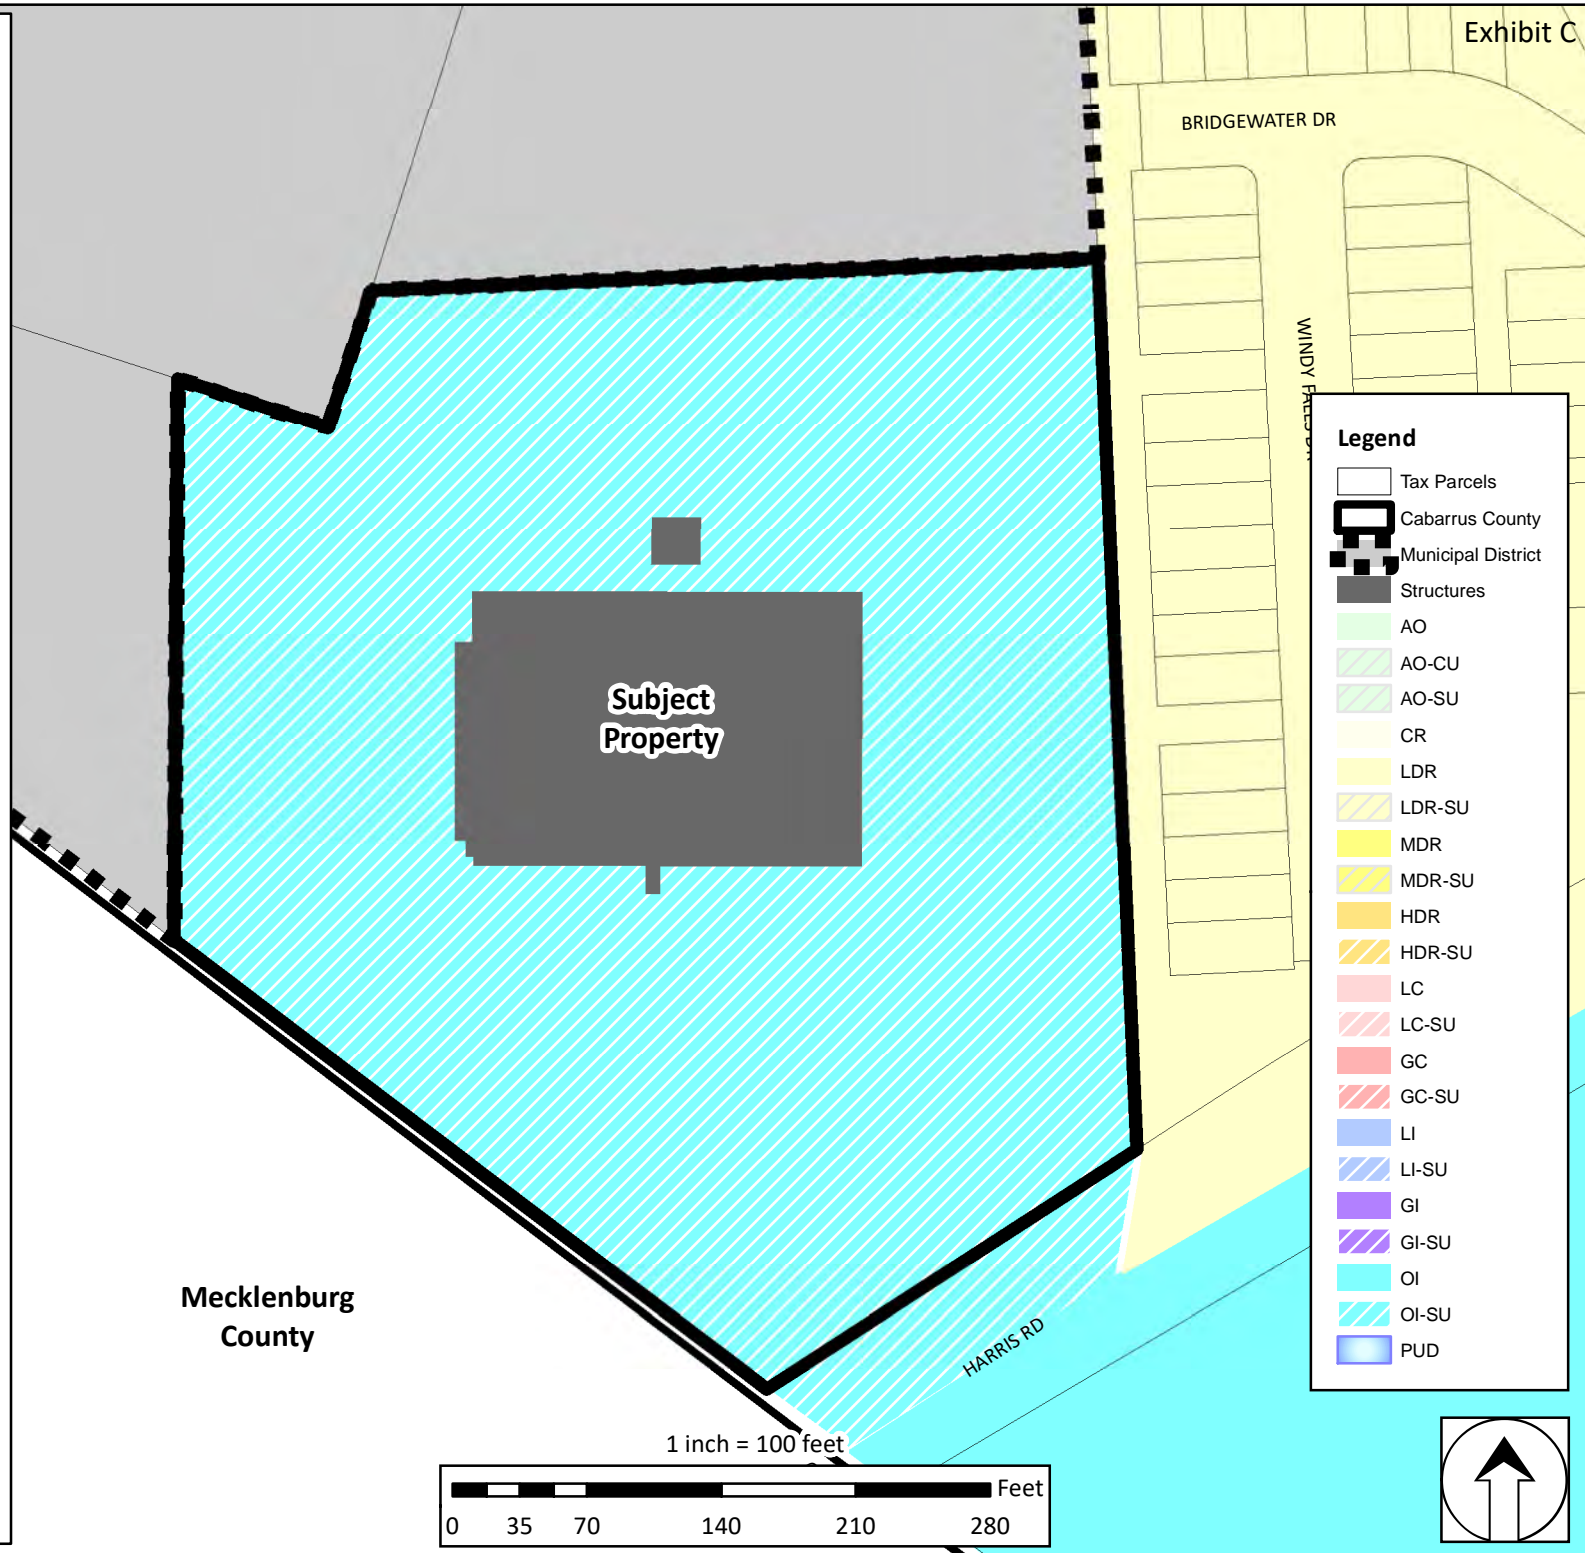 Exhibit C
BRIDGEWATER DR
WINDY FALLS DR
Legend
Tax Parcels
Cabarrus County
Municipal District
Structures
AO
AO-CU
AO-SU
CR
LDR
LDR-SU
MDR
MDR-SU
HDR
HDR-SU
LC
LC-SU
GC
GC-SU
LI
LI-SU
GI
GI-SU
OI
OI-SU
PUD
Subject
Property
Mecklenburg
County
HARRIS RD
1 inch = 100 feet
Feet
0 35 70 140 210 280